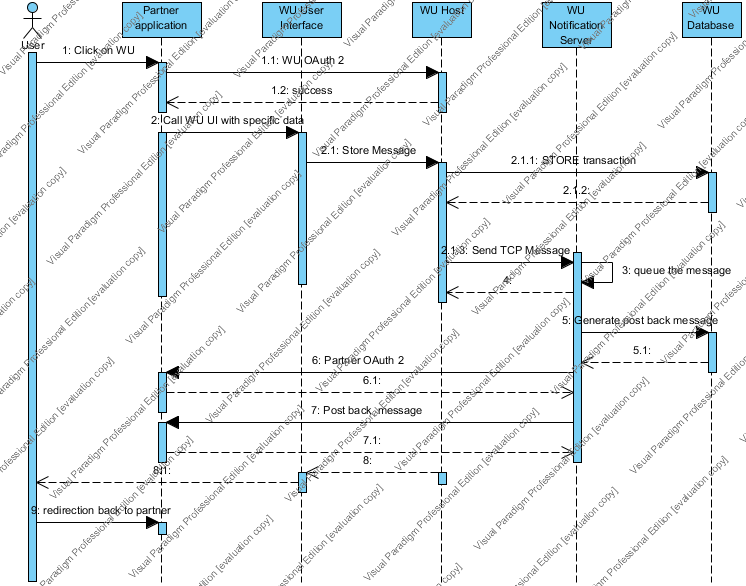 Partner
application
WU User
Interface
WU Host
WU
Notification
Server
WU
Database
User
1: Click on WU
1.1: WU OAuth 2
1.2: success
2: Call WU UI with specific data
2.1: Store Message
2.1.1: STORE transaction
2.1.2:
2.1.3: Send TCP Message
3: queue the message
4:
5: Generate post back message
5.1:
6: Partner OAuth 2
6.1:
7: Post back message
7.1:
8:
8.1:
9: redirection back to partner
Visual Paradigm Professional Edition [evaluation copy]